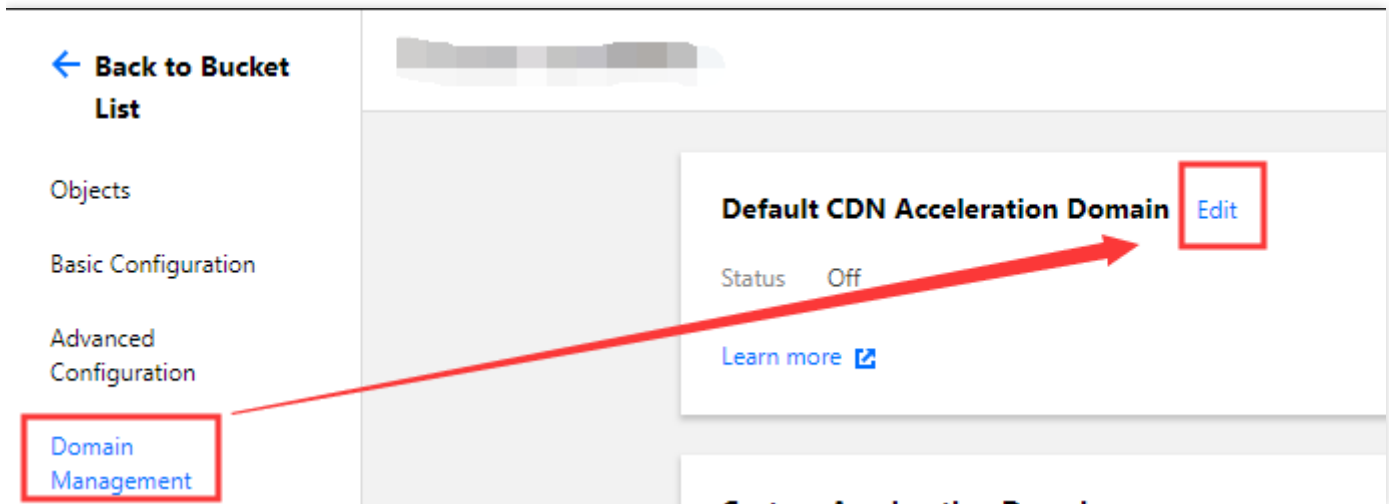 Back to Bucket
List
Objects
Basic Configuration
Advanced
Configuration
Domain
Management
Default CDN Acceleration Domain Edit
Status Off
Learn more